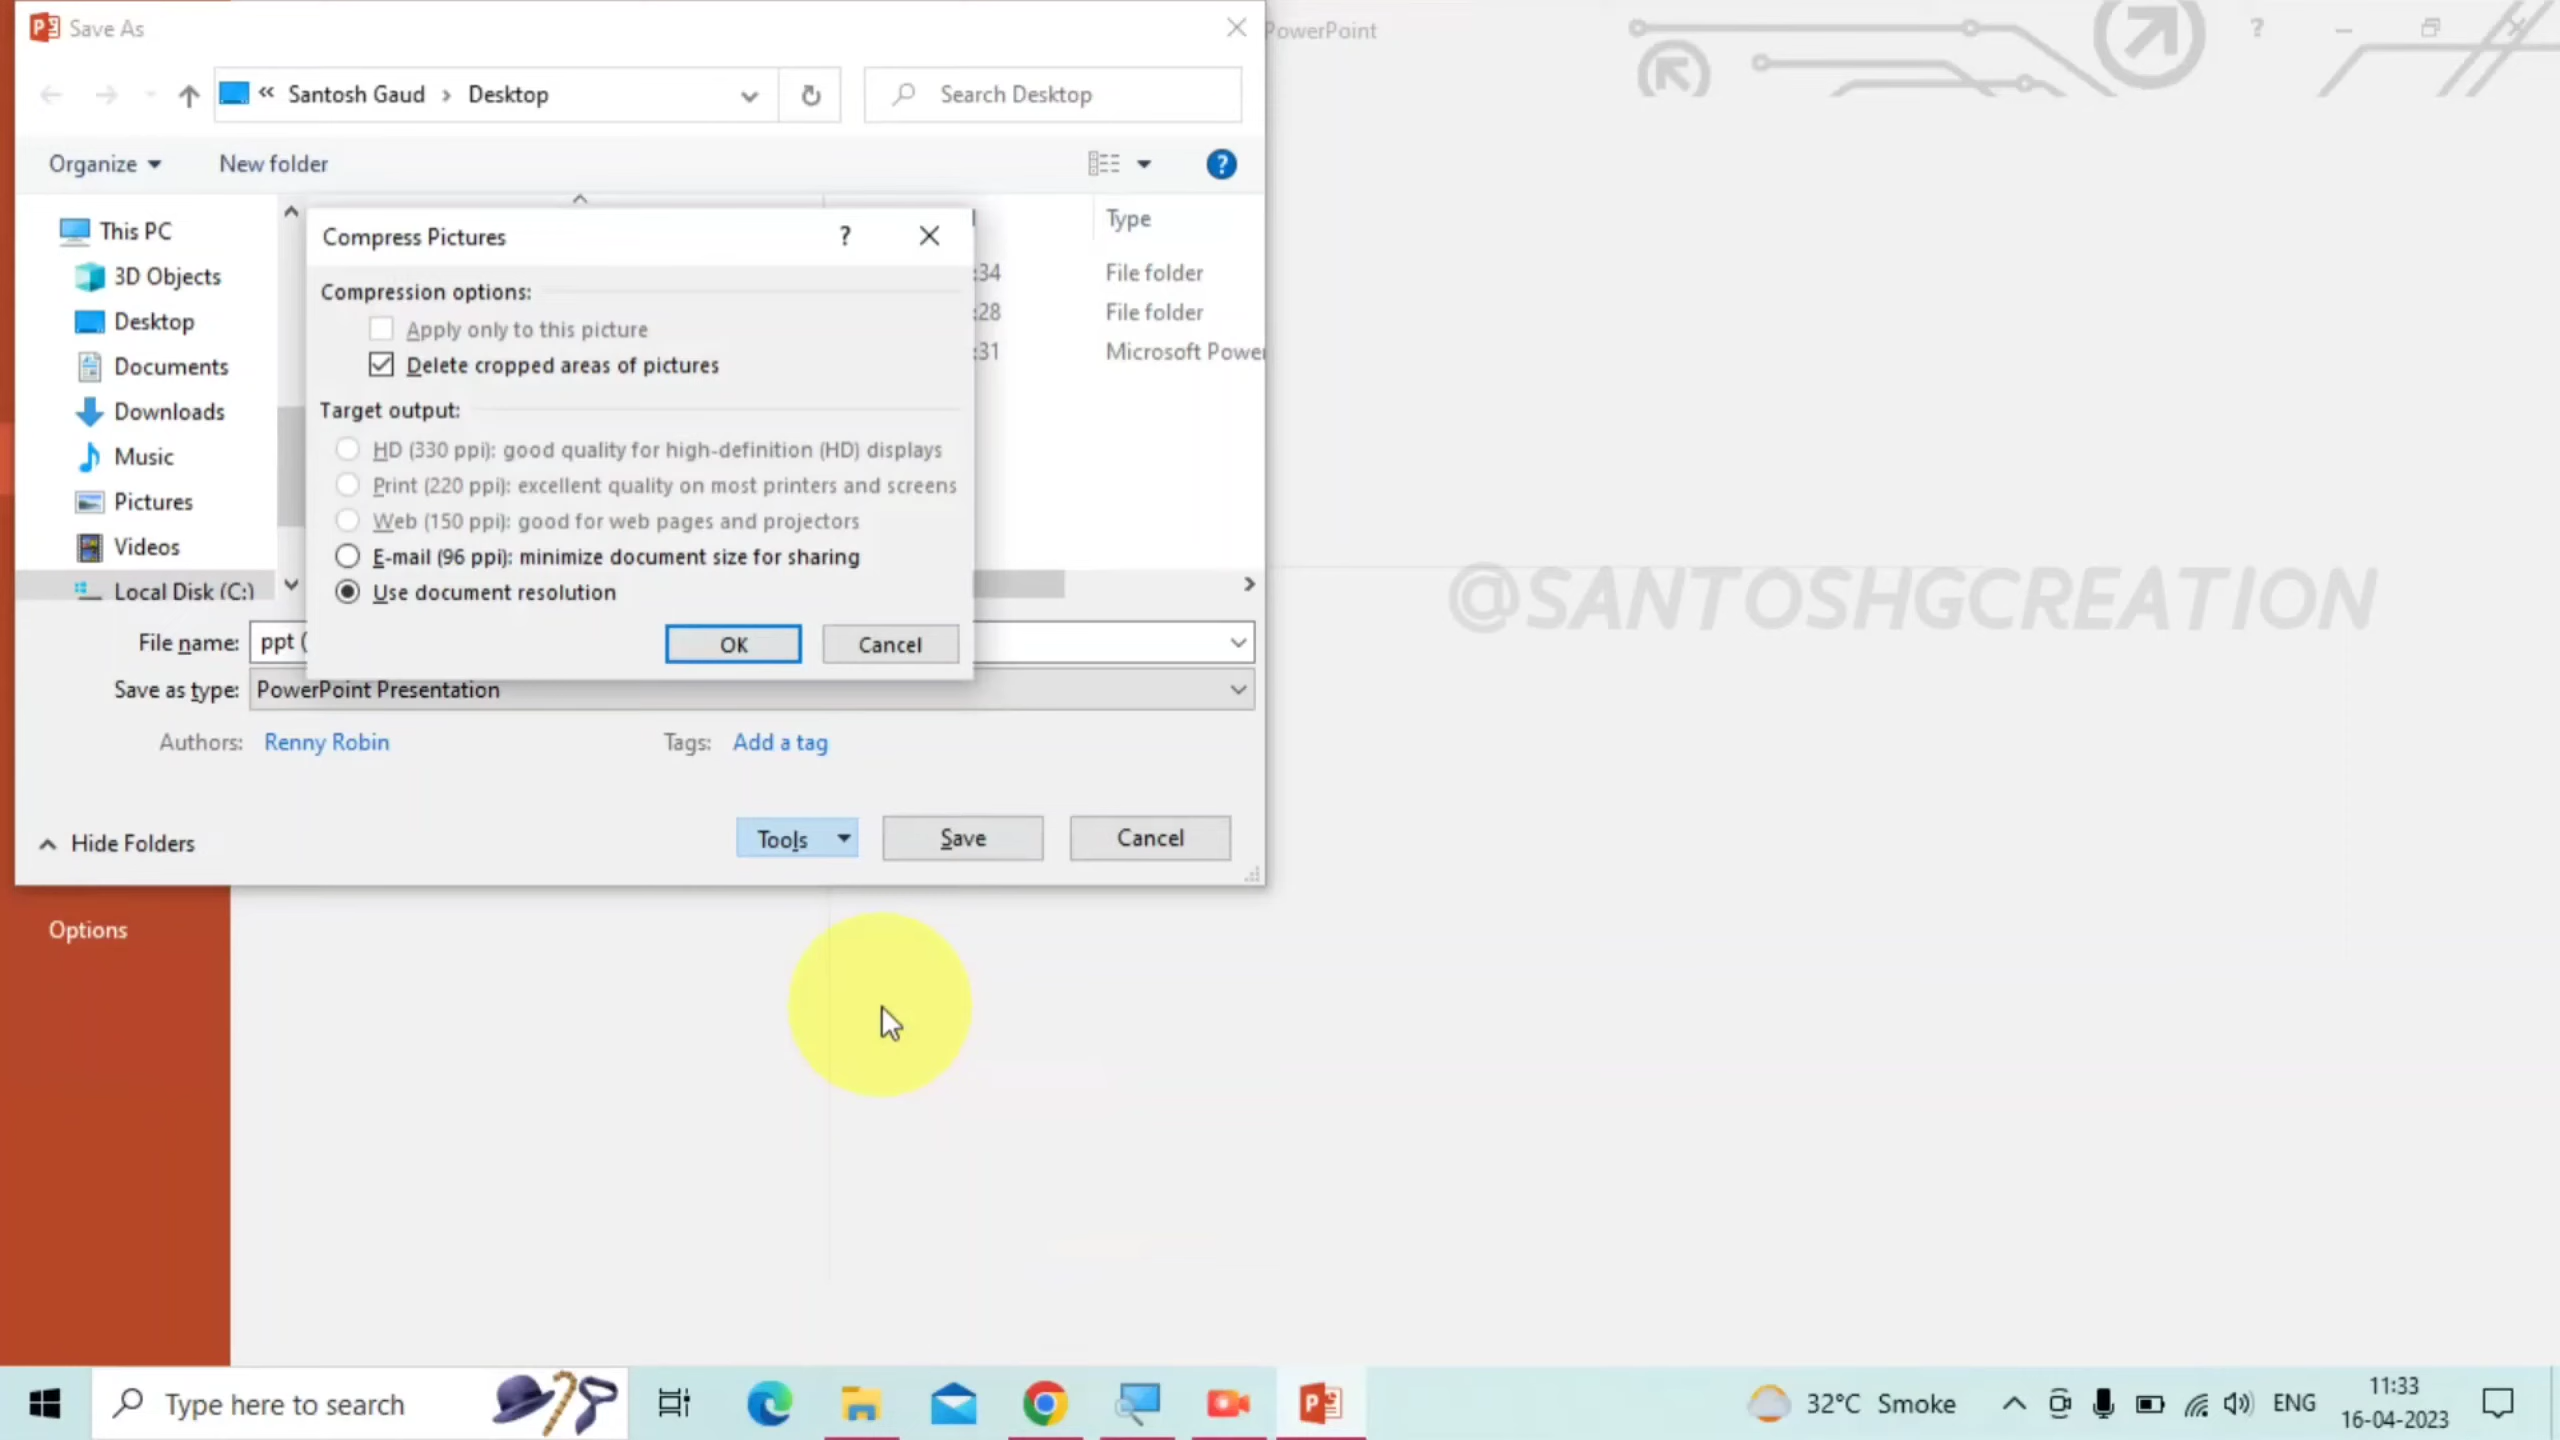 Save As
PowerPoint
Santosh Gaud
Desktop
Search Desktop
Organize
New folder
Type
This PC
3D Objects
Desktop
Documents
Downloads
Music
Pictures
Videos
Local Disk (C:)
:34
File folder
:28
File folder
:31
Microsoft Power
Compress Pictures
Compression options:
Apply only to this picture
Delete cropped areas of pictures
Target output:
HD (330 ppi): good quality for high-definition (HD) displays
Print (220 ppi): excellent quality on most printers and screens
Web (150 ppi): good for web pages and projectors
E-mail (96 ppi): minimize document size for sharing
Use document resolution
OK
Cancel
@SANTOSHGCREATION
File name: ppt (
Save as type: PowerPoint Presentation
Authors: Renny Robin
Tags: Add a tag
Hide Folders
Tools
Save
Cancel
Options
Type here to search
32°C Smoke
ENG
11:33
16-04-2023